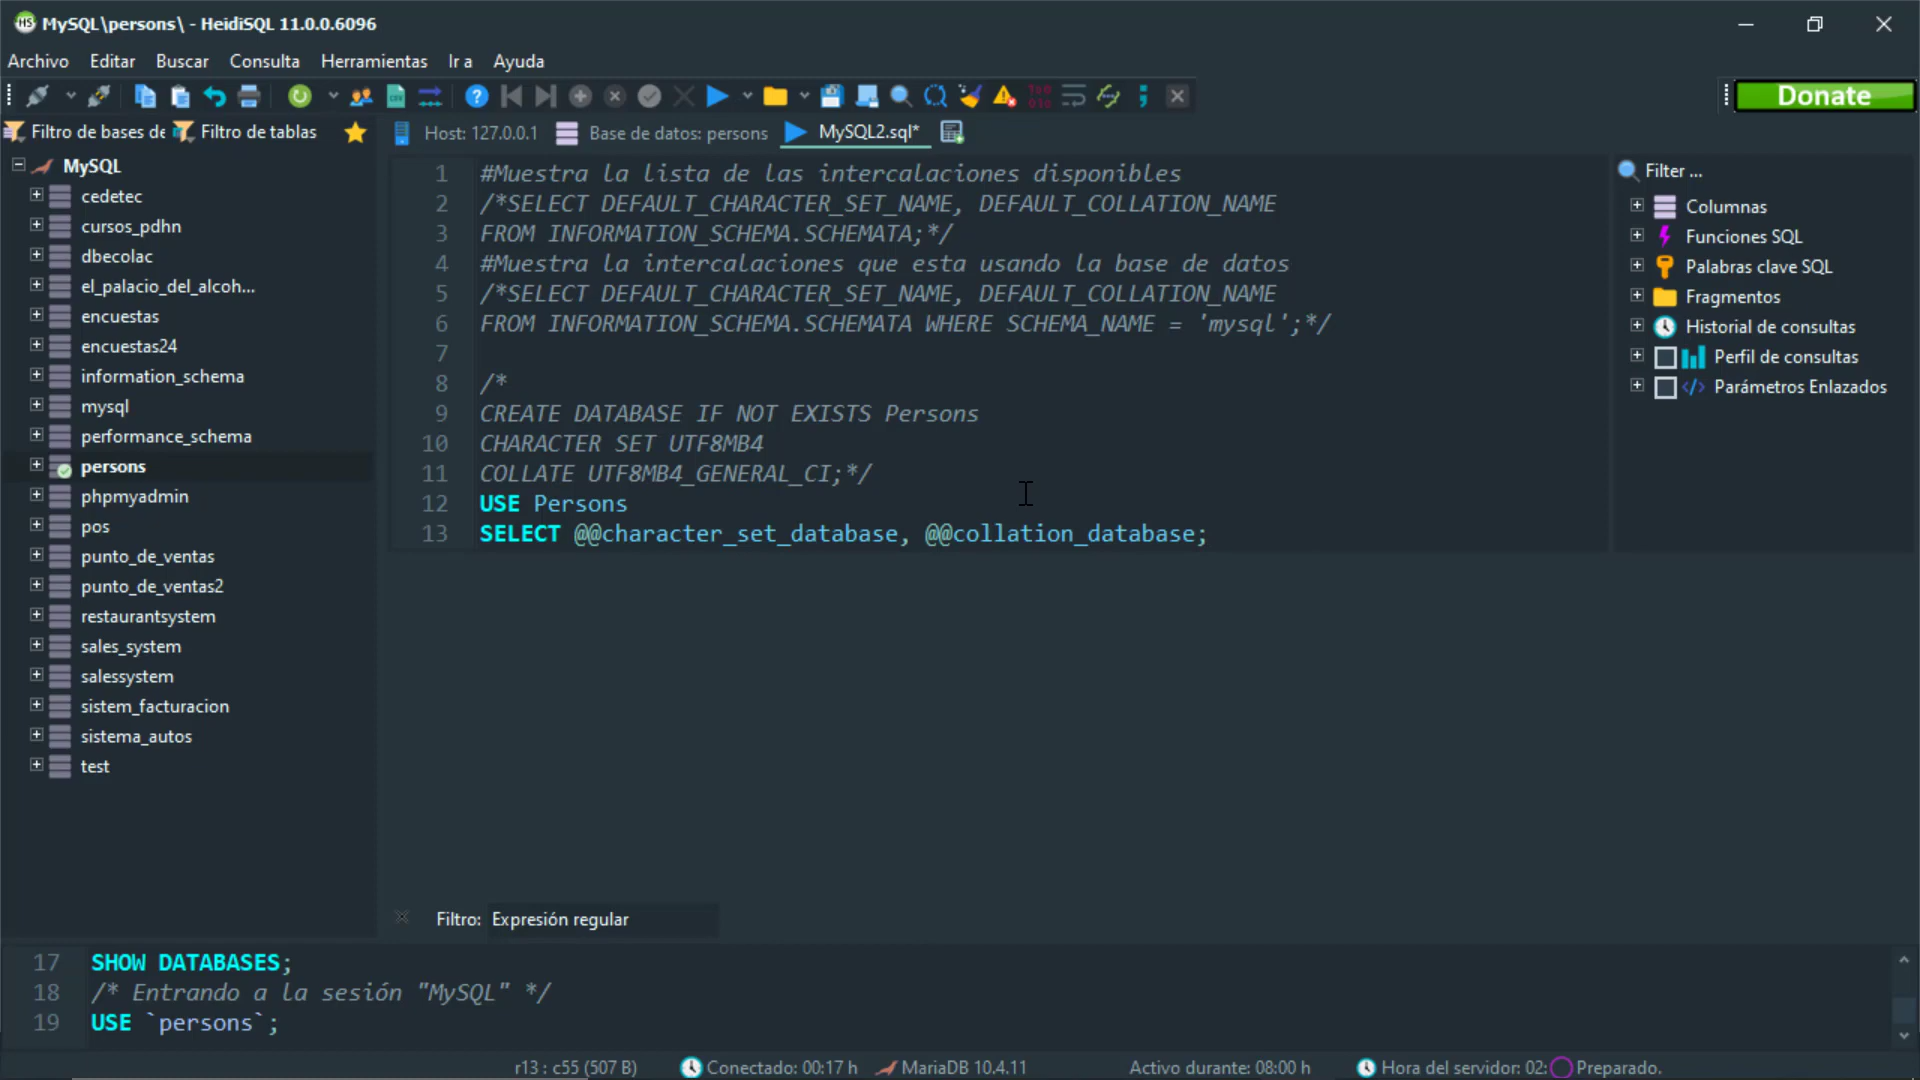 MySQL\persons\ - HeidiSQL 11.0.0.6096
Archivo Editar Buscar Consulta Herramientas Ir a Ayuda
Donate
Filtro de bases de Filtro de tablas
Host: 127.0.0.1 Base de datos: persons MySQL2.sql*
MySQL
cedetec
cursos_pdhn
dbecolac
el_palacio_del_alcoh...
encuestas
encuestas24
information_schema
mysql
performance_schema
persons
phpmyadmin
pos
punto_de_ventas
punto_de_ventas2
restaurantsystem
sales_system
salessystem
sistem_facturacion
sistema_autos
test
1 #Muestra la lista de las intercalaciones disponibles
2 /*SELECT DEFAULT_CHARACTER_SET_NAME, DEFAULT_COLLATION_NAME
3 FROM INFORMATION_SCHEMA.SCHEMATA;*/
4 #Muestra la intercalaciones que esta usando la base de datos
5 /*SELECT DEFAULT_CHARACTER_SET_NAME, DEFAULT_COLLATION_NAME
6 FROM INFORMATION_SCHEMA.SCHEMATA WHERE SCHEMA_NAME = 'mysql';*/
7
8 /*
9 CREATE DATABASE IF NOT EXISTS Persons
10 CHARACTER SET UTF8MB4
11 COLLATE UTF8MB4_GENERAL_CI;*/
12 USE Persons
13 SELECT @@character_set_database, @@collation_database;
Filter ...
Columnas
Funciones SQL
Palabras clave SQL
Fragmentos
Historial de consultas
Perfil de consultas
Parámetros Enlazados
Filtro: Expresión regular
17 SHOW DATABASES;
18 /* Entrando a la sesión "MySQL" */
19 USE `persons`;
r13 : c55 (507 B) Conectado: 00:17 h MariaDB 10.4.11 Activo durante: 08:00 h Hora del servidor: 02: Preparado.